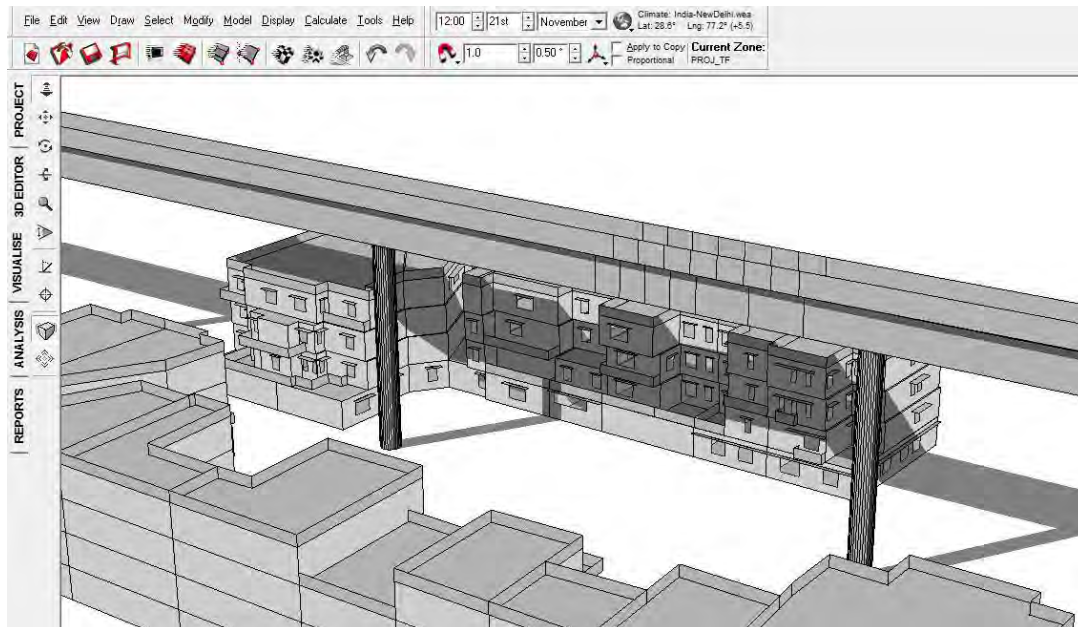 File Edit View Draw Select Modify Model Display Calculate Tools Help
12:00 21st November Climate: India-NewDelhi.wea
Lat: 28.6° Lng: 77.2° (+5.5)
1.0 0.50° Apply to Copy Current Zone:
Proportional PROJ_TF
PROJECT
3D EDITOR
VISUALISE
ANALYSIS
REPORTS